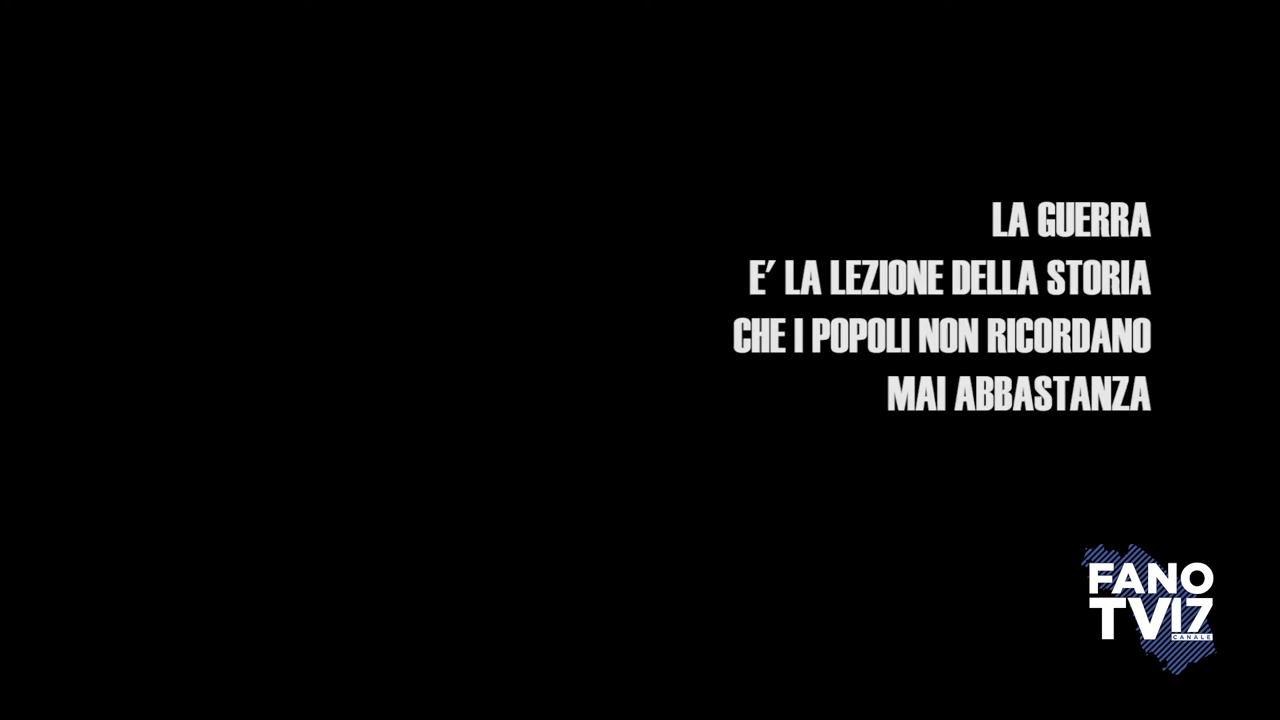 LA GUERRA
E' LA LEZIONE DELLA STORIA
CHE I POPOLI NON RICORDANO
MAI ABBASTANZA
FANO
TV17
CANALE